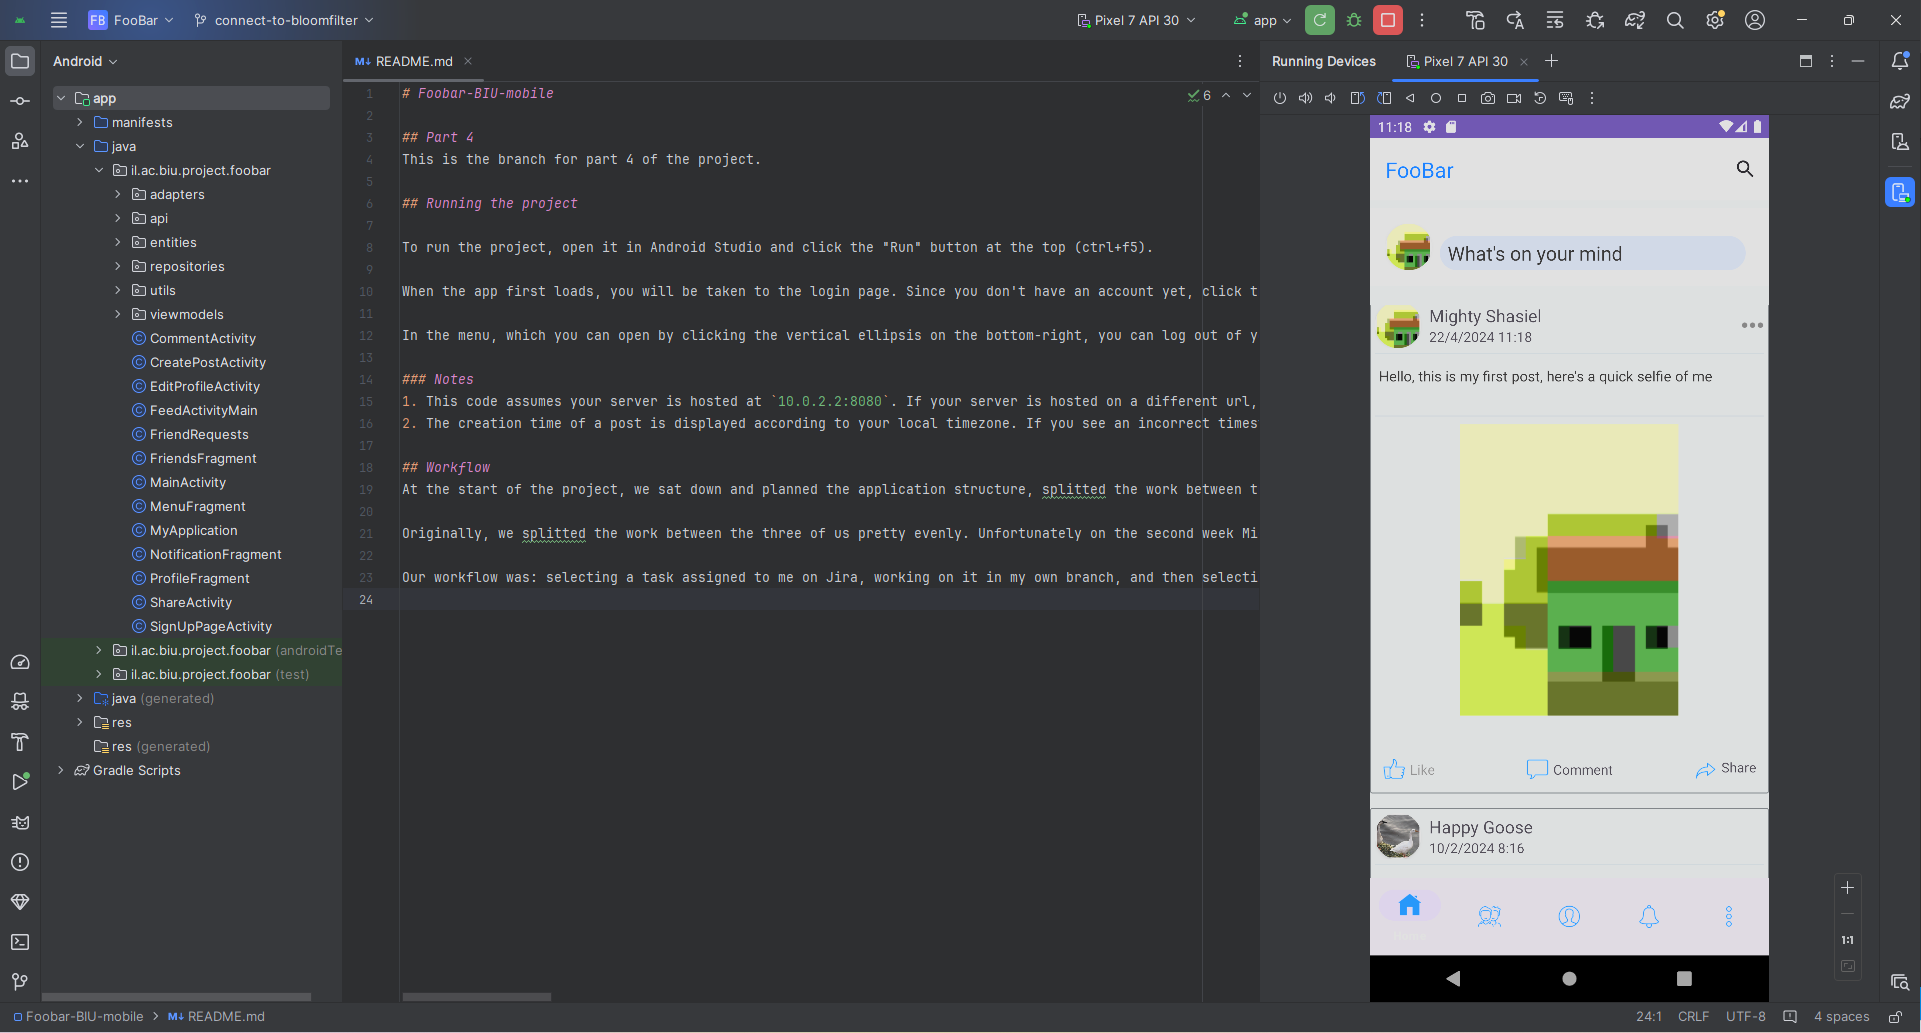 FB FooBar connect-to-bloomfilter Pixel 7 API 30 app
Android
app
manifests
java
il.ac.biu.project.foobar
adapters
api
entities
repositories
utils
viewmodels
CommentActivity
CreatePostActivity
EditProfileActivity
FeedActivityMain
FriendRequests
FriendsFragment
MainActivity
MenuFragment
MyApplication
NotificationFragment
ProfileFragment
ShareActivity
SignUpPageActivity
il.ac.biu.project.foobar (androidTe
il.ac.biu.project.foobar (test)
java (generated)
res
res (generated)
Gradle Scripts
M↓ README.md
6
1 # Foobar-BIU-mobile
2
3 ## Part 4
4 This is the branch for part 4 of the project.
5
6 ## Running the project
7
8 To run the project, open it in Android Studio and click the "Run" button at the top (ctrl+f5).
9
10 When the app first loads, you will be taken to the login page. Since you don't have an account yet, click t
11
12 In the menu, which you can open by clicking the vertical ellipsis on the bottom-right, you can log out of y
13
14 ### Notes
15 1. This code assumes your server is hosted at `10.0.2.2:8080`. If your server is hosted on a different url,
16 2. The creation time of a post is displayed according to your local timezone. If you see an incorrect times
17
18 ## Workflow
19 At the start of the project, we sat down and planned the application structure, splitted the work between t
20
21 Originally, we splitted the work between the three of us pretty evenly. Unfortunately on the second week Mi
22
23 Our workflow was: selecting a task assigned to me on Jira, working on it in my own branch, and then selecti
24
Running Devices Pixel 7 API 30
11:18
FooBar
What's on your mind
Mighty Shasiel
22/4/2024 11:18
Hello, this is my first post, here's a quick selfie of me
Like Comment Share
Happy Goose
10/2/2024 8:16
1:1
Foobar-BIU-mobile M↓ README.md
24:1 CRLF UTF-8 4 spaces